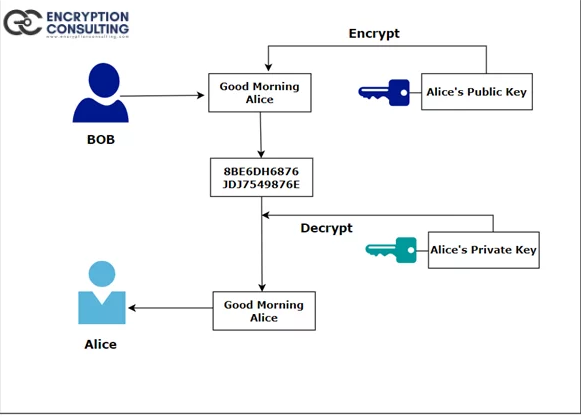 ENCRYPTION
CONSULTING
www.encryptionconsulting.com
Encrypt
Good Morning
Alice
Alice's Public Key
BOB
8BE6DH6876
JDJ7549876E
Decrypt
Alice's Private Key
Good Morning
Alice
Alice